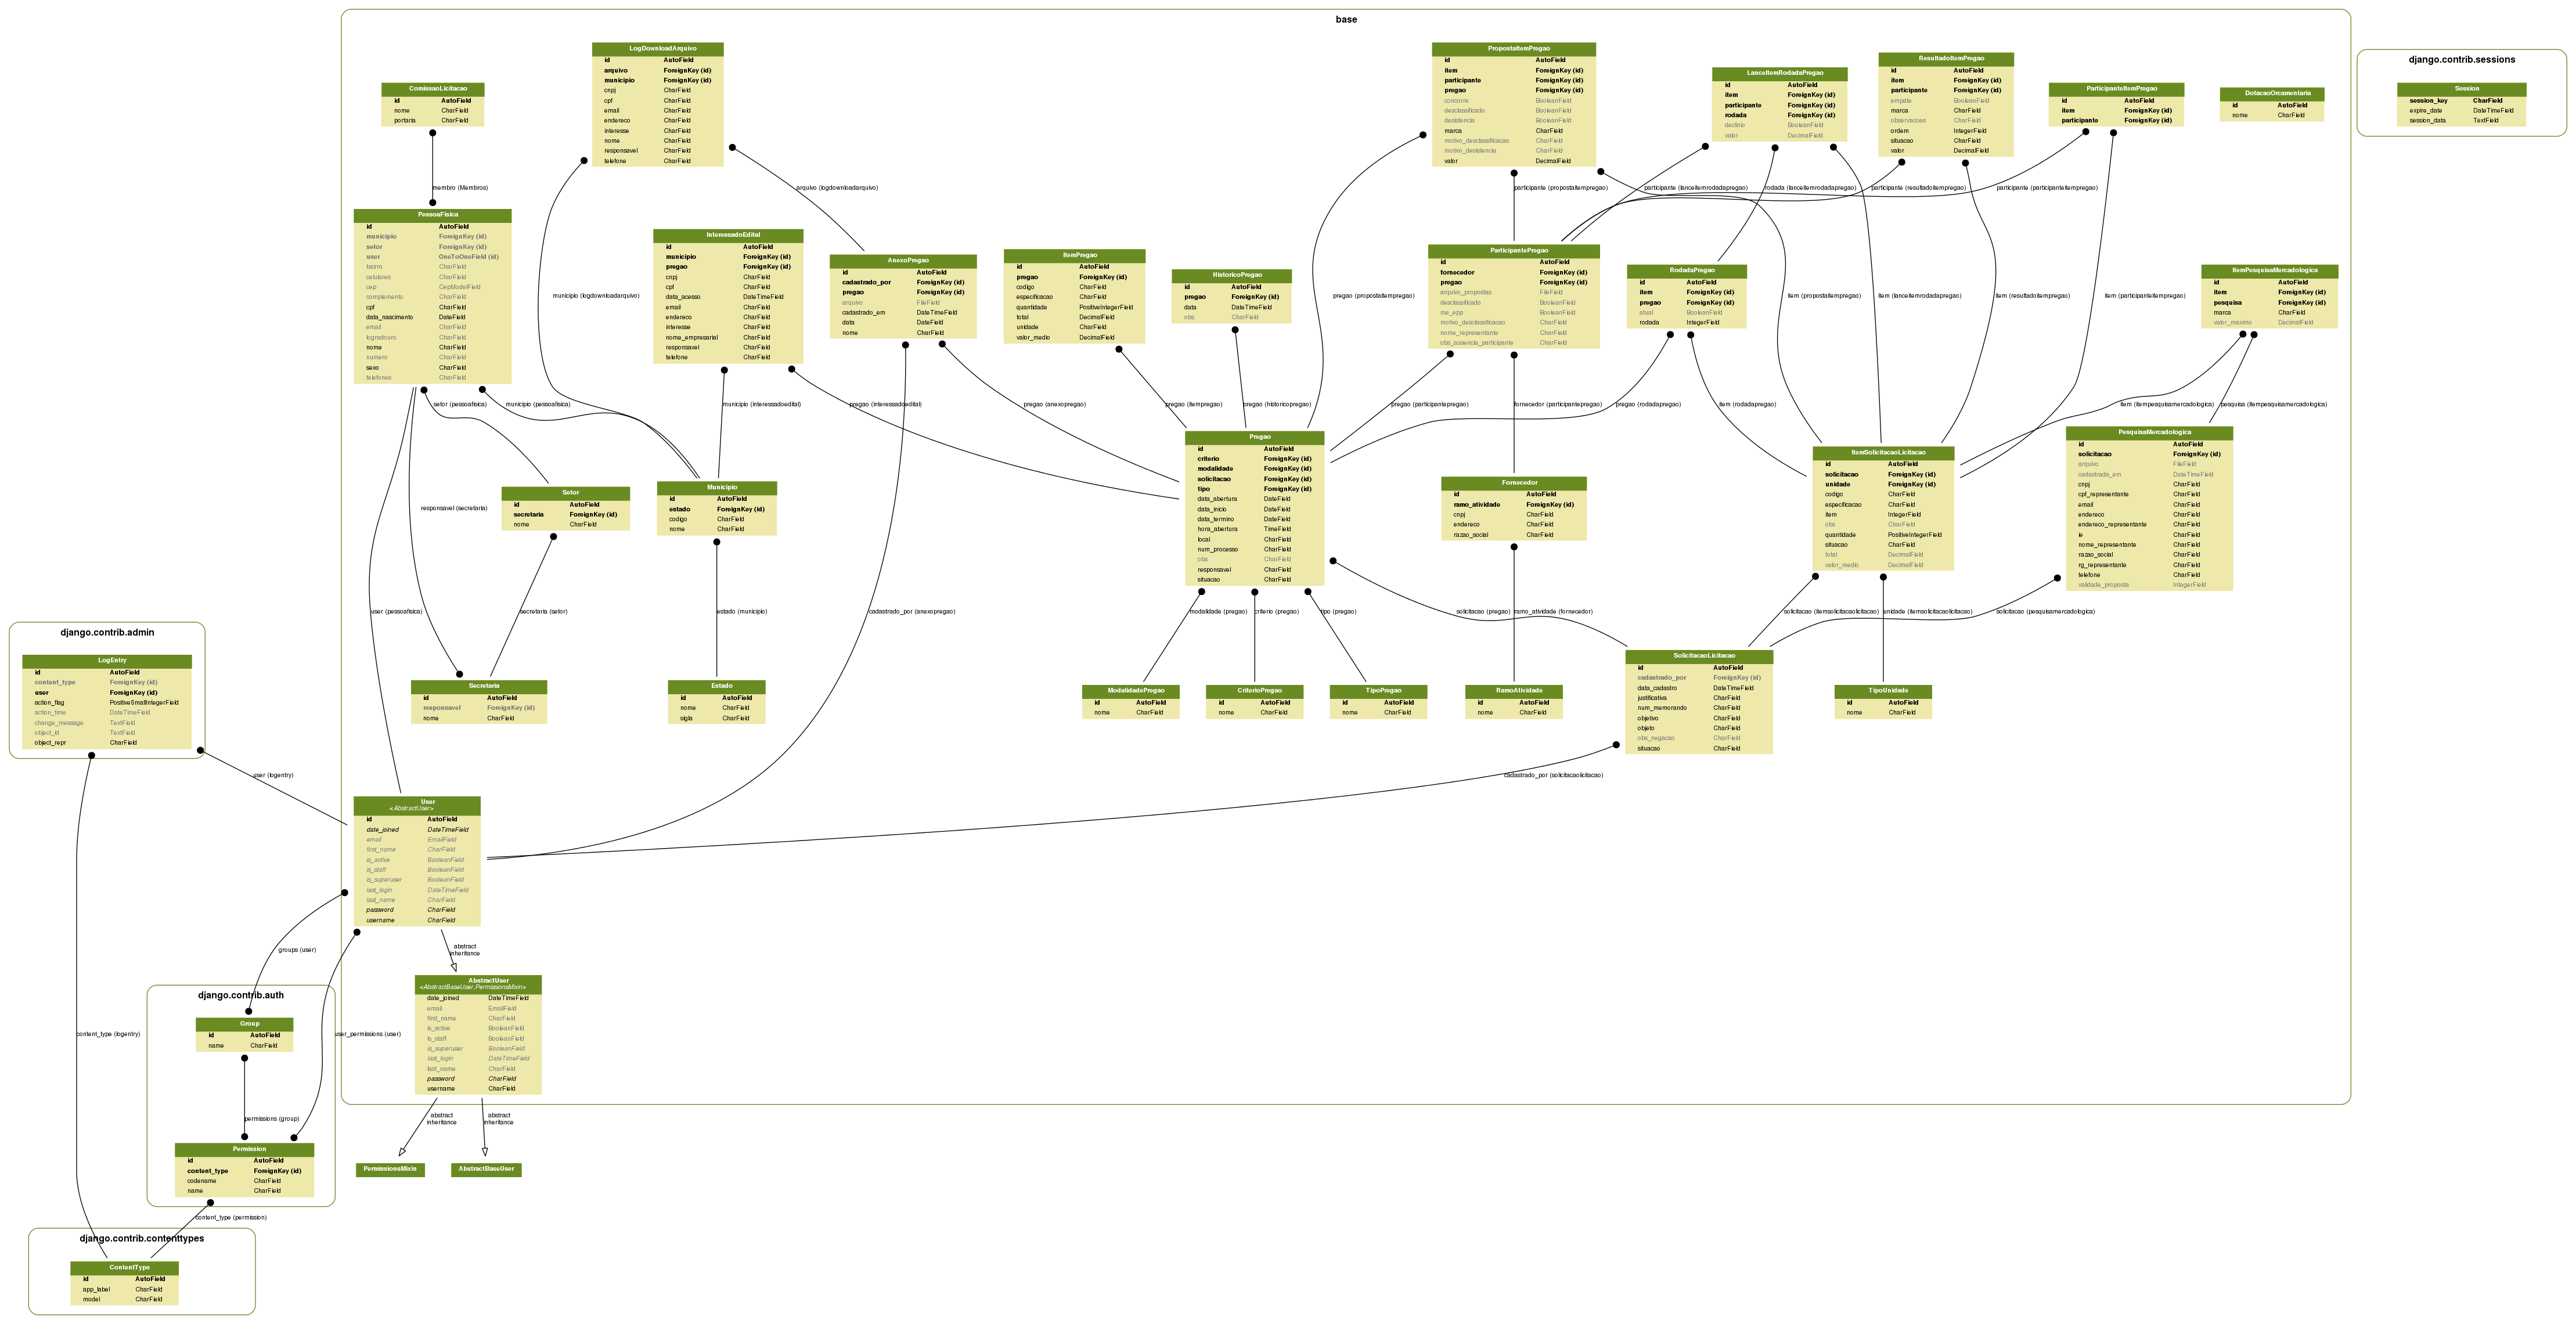 base
django.contrib.sessions
Session
session_key CharField
expire_date DateTimeField
session_data TextField
LogDownloadArquivo
id AutoField
arquivo ForeignKey (id)
municipio ForeignKey (id)
cnpj CharField
cpf CharField
email CharField
endereco CharField
interesse CharField
nome CharField
responsavel CharField
telefone CharField
PropostaItemPregao
id AutoField
item ForeignKey (id)
participante ForeignKey (id)
pregao ForeignKey (id)
concorre BooleanField
desclassificado BooleanField
desistencia BooleanField
marca CharField
motivo_desclassificacao CharField
motivo_desistencia CharField
valor DecimalField
LanceItemRodadaPregao
id AutoField
item ForeignKey (id)
participante ForeignKey (id)
rodada ForeignKey (id)
declinio BooleanField
valor DecimalField
ResultadoItemPregao
id AutoField
item ForeignKey (id)
participante ForeignKey (id)
empate BooleanField
marca CharField
observacoes CharField
ordem IntegerField
situacao CharField
valor DecimalField
ParticipanteItemPregao
id AutoField
item ForeignKey (id)
participante ForeignKey (id)
DotacaoOrcamentaria
id AutoField
nome CharField
ComissaoLicitacao
id AutoField
nome CharField
portaria CharField
membro (Membros)
arquivo (logdownloadarquivo)
participante (propostaitempregao)
participante (lanceitemrodadapregao)
rodada (lanceitemrodadapregao)
participante (resultadoitempregao)
participante (participanteitempregao)
PessoaFisica
id AutoField
municipio ForeignKey (id)
setor ForeignKey (id)
user OneToOneField (id)
bairro CharField
celulares CharField
cep CepModelField
complemento CharField
cpf CharField
data_nascimento DateField
email CharField
logradouro CharField
nome CharField
numero CharField
sexo CharField
telefones CharField
InteressadoEdital
id AutoField
municipio ForeignKey (id)
pregao ForeignKey (id)
cnpj CharField
cpf CharField
data_acesso DateTimeField
email CharField
endereco CharField
interesse CharField
nome_empresarial CharField
responsavel CharField
telefone CharField
AnexoPregao
id AutoField
cadastrado_por ForeignKey (id)
pregao ForeignKey (id)
arquivo FileField
cadastrado_em DateTimeField
data DateField
nome CharField
ItemPregao
id AutoField
pregao ForeignKey (id)
codigo CharField
especificacao CharField
quantidade PositiveIntegerField
total DecimalField
unidade CharField
valor_medio DecimalField
HistoricoPregao
id AutoField
pregao ForeignKey (id)
data DateTimeField
obs CharField
ParticipantePregao
id AutoField
fornecedor ForeignKey (id)
pregao ForeignKey (id)
arquivo_propostas FileField
desclassificado BooleanField
me_epp BooleanField
motivo_desclassificacao CharField
nome_representante CharField
obs_ausencia_participante CharField
RodadaPregao
id AutoField
item ForeignKey (id)
pregao ForeignKey (id)
atual BooleanField
rodada IntegerField
ItemPesquisaMercadologica
id AutoField
item ForeignKey (id)
pesquisa ForeignKey (id)
marca CharField
valor_maximo DecimalField
municipio (logdownloadarquivo)
pregao (propostaitempregao)
item (propostaitempregao)
item (lanceitemrodadapregao)
item (resultadoitempregao)
item (participanteitempregao)
setor (pessoafisica)
municipio (pessoafisica)
municipio (interessadoedital)
pregao (interessadoedital)
pregao (anexopregao)
pregao (itempregao)
pregao (historicopregao)
pregao (participantepregao)
fornecedor (participantepregao)
pregao (rodadapregao)
item (rodadapregao)
item (itempesquisamercadologica)
pesquisa (itempesquisamercadologica)
Pregao
id AutoField
criterio ForeignKey (id)
modalidade ForeignKey (id)
solicitacao ForeignKey (id)
tipo ForeignKey (id)
data_abertura DateField
data_inicio DateField
data_termino DateField
hora_abertura TimeField
local CharField
num_processo CharField
obs CharField
responsavel CharField
situacao CharField
PesquisaMercadologica
id AutoField
solicitacao ForeignKey (id)
arquivo FileField
cadastrada_em DateTimeField
cnpj CharField
cpf_representante CharField
email CharField
endereco CharField
endereco_representante CharField
ie CharField
nome_representante CharField
razao_social CharField
rg_representante CharField
telefone CharField
validade_proposta IntegerField
ItemSolicitacaoLicitacao
id AutoField
solicitacao ForeignKey (id)
unidade ForeignKey (id)
codigo CharField
especificacao CharField
item IntegerField
obs CharField
quantidade PositiveIntegerField
situacao CharField
total DecimalField
valor_medio DecimalField
Fornecedor
id AutoField
ramo_atividade ForeignKey (id)
cnpj CharField
endereco CharField
razao_social CharField
Municipio
id AutoField
estado ForeignKey (id)
codigo CharField
nome CharField
Setor
id AutoField
secretaria ForeignKey (id)
nome CharField
responsavel (secretaria)
user (pessoafisica)
secretaria (setor)
estado (municipio)
cadastrado_por (anexopregao)
modalidade (pregao)
criterio (pregao)
tipo (pregao)
solicitacao (pregao)
ramo_atividade (fornecedor)
solicitacao (itemsolicitacaolicitacao)
unidade (itemsolicitacaolicitacao)
solicitacao (pesquisamercadologica)
django.contrib.admin
LogEntry
id AutoField
content_type ForeignKey (id)
user ForeignKey (id)
action_flag PositiveSmallIntegerField
action_time DateTimeField
change_message TextField
object_id TextField
object_repr CharField
Secretaria
id AutoField
responsavel ForeignKey (id)
nome CharField
Estado
id AutoField
nome CharField
sigla CharField
ModalidadePregao
id AutoField
nome CharField
CriterioPregao
id AutoField
nome CharField
TipoPregao
id AutoField
nome CharField
RamoAtividade
id AutoField
nome CharField
SolicitacaoLicitacao
id AutoField
cadastrado_por ForeignKey (id)
data_cadastro DateTimeField
justificativa CharField
num_memorando CharField
objetivo CharField
objeto CharField
obs_negacao CharField
situacao CharField
TipoUnidade
id AutoField
nome CharField
user (logentry)
cadastrado_por (solicitacaolicitacao)
User
<AbstractUser>
id AutoField
date_joined DateTimeField
email EmailField
first_name CharField
is_active BooleanField
is_staff BooleanField
is_superuser BooleanField
last_login DateTimeField
last_name CharField
password CharField
username CharField
groups (user)
abstract
inheritance
AbstractUser
<AbstractBaseUser,PermissionsMixin>
date_joined DateTimeField
email EmailField
first_name CharField
is_active BooleanField
is_staff BooleanField
is_superuser BooleanField
last_login DateTimeField
last_name CharField
password CharField
username CharField
django.contrib.auth
Group
id AutoField
name CharField
content_type (logentry)
user_permissions (user)
permissions (group)
abstract
inheritance
abstract
inheritance
Permission
id AutoField
content_type ForeignKey (id)
codename CharField
name CharField
PermissionsMixin
AbstractBaseUser
content_type (permission)
django.contrib.contenttypes
ContentType
id AutoField
app_label CharField
model CharField